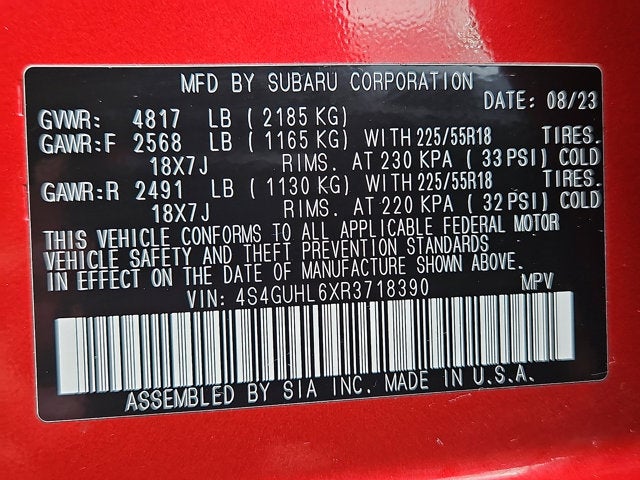 MFD BY SUBARU CORPORATION
DATE: 08/23
GVWR: 4817 LB (2185 KG)
GAWR:F 2568 LB (1165 KG) WITH 225/55R18 TIRES.
18X7J RIMS. AT 230 KPA (33 PSI) COLD
GAWR:R 2491 LB (1130 KG) WITH 225/55R18 TIRES.
18X7J RIMS. AT 220 KPA (32 PSI) COLD
THIS VEHICLE CONFORMS TO ALL APPLICABLE FEDERAL MOTOR
VEHICLE SAFETY AND THEFT PREVENTION STANDARDS
IN EFFECT ON THE DATE OF MANUFACTURE SHOWN ABOVE.
VIN: 4S4GUHL6XR3718390 MPV
ASSEMBLED BY SIA INC. MADE IN U.S.A.